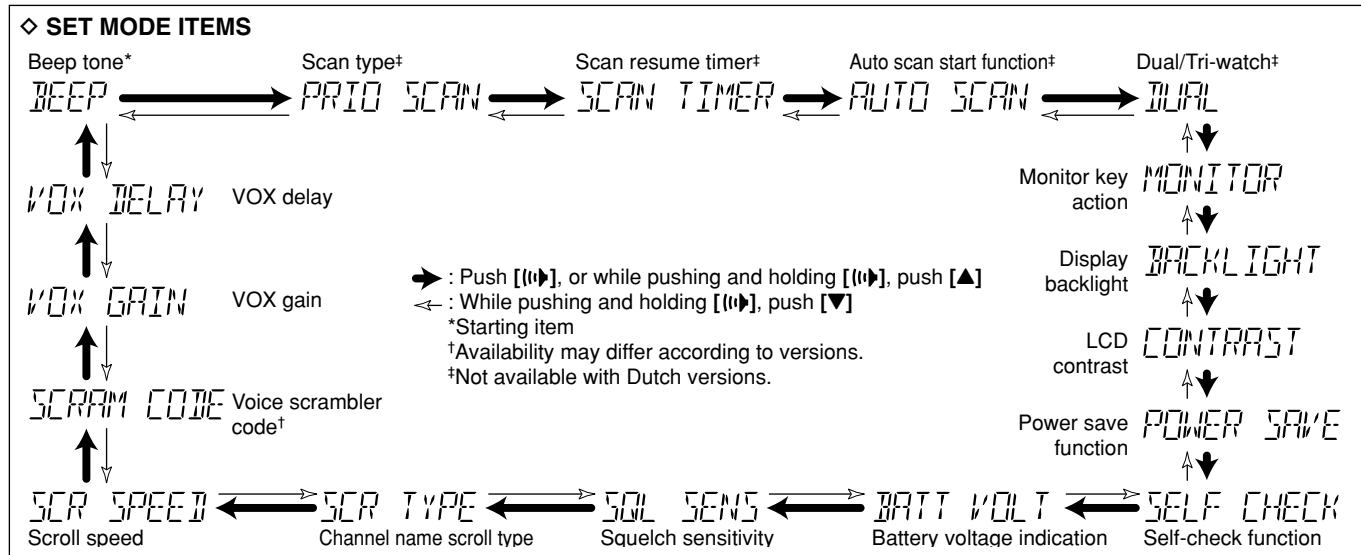 ◇ SET MODE ITEMS
Beep tone* Scan type‡ Scan resume timer‡ Auto scan start function‡ Dual/Tri-watch‡
BEEP PRIO SCAN SCAN TIMER AUTO SCAN DUAL
Monitor key action MONITOR
VOX DELAY VOX delay
Display backlight BACKLIGHT
: Push [((•))], or while pushing and holding [((•))], push [▲]
: While pushing and holding [((•))], push [▼]
*Starting item
†Availability may differ according to versions.
‡Not available with Dutch versions.
VOX GAIN VOX gain
LCD contrast CONTRAST
SCRAM CODE Voice scrambler code†
Power save function POWER SAVE
SCR SPEED SCR TYPE SQL SENS BATT VOLT SELF CHECK
Scroll speed Channel name scroll type Squelch sensitivity Battery voltage indication Self-check function